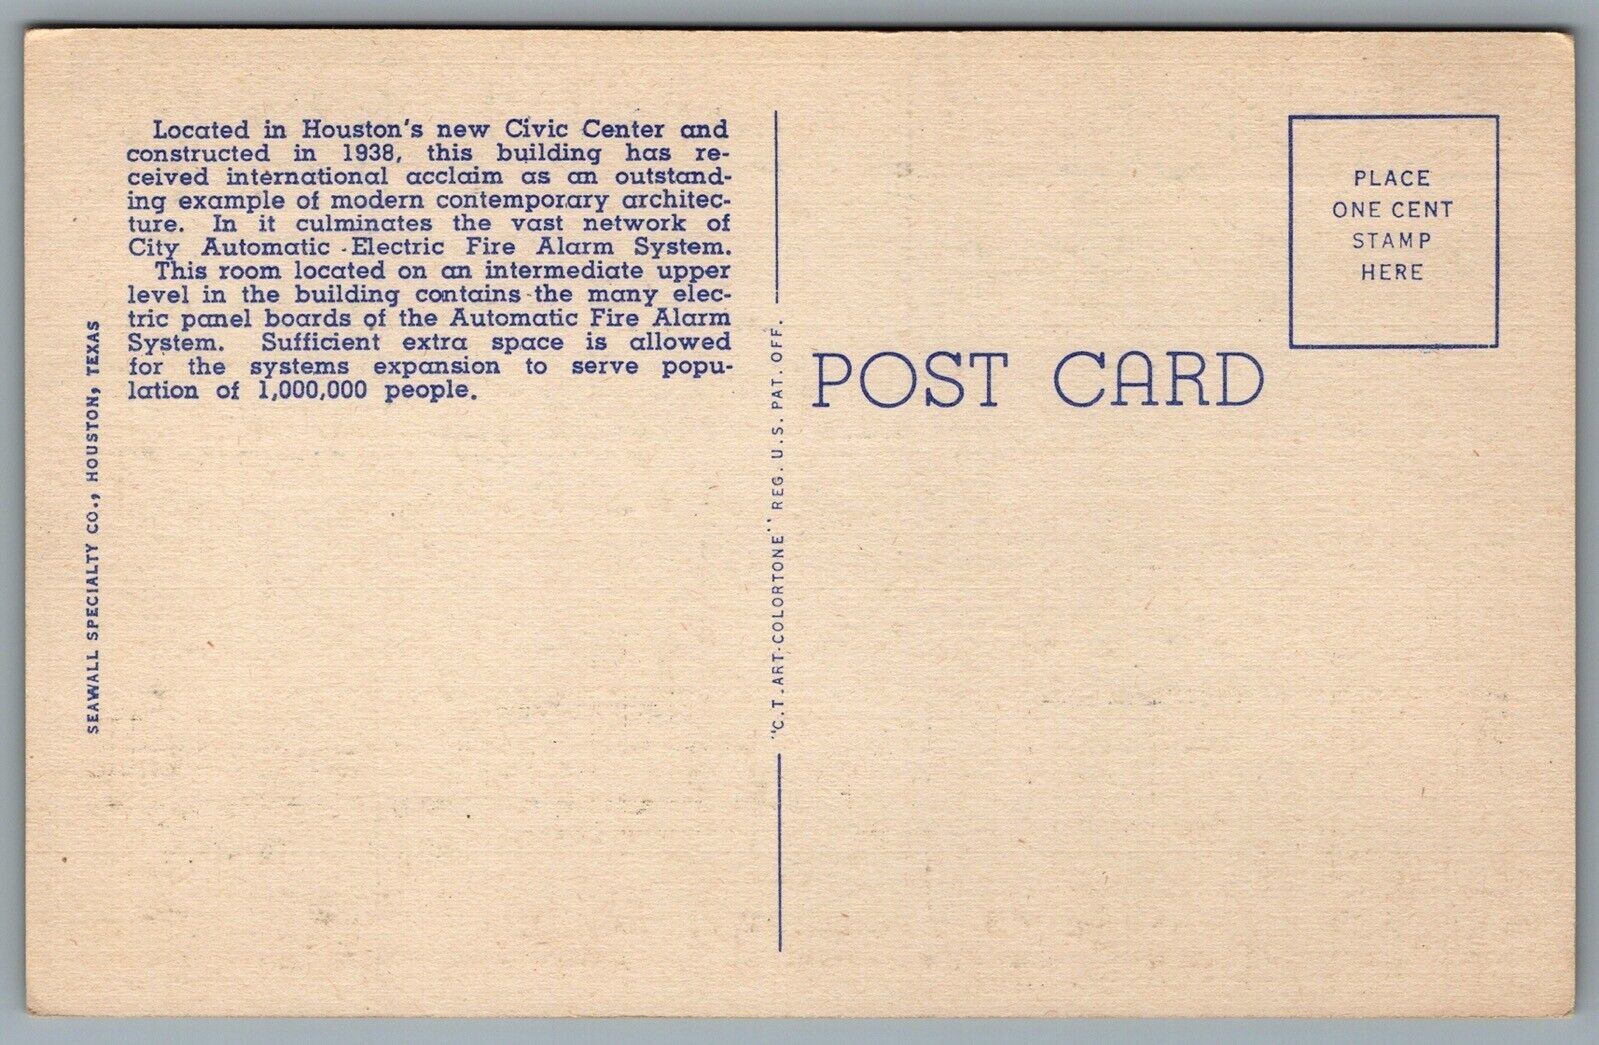 Located in Houston's new Civic Center and
constructed in 1938, this building has re-
ceived international acclaim as an outstand-
ing example of modern contemporary architec-
ture. In it culminates the vast network of
City Automatic Electric Fire Alarm System.
This room located on an intermediate upper
level in the building contains the many elec-
tric panel boards of the Automatic Fire Alarm
System. Sufficient extra space is allowed
for the systems expansion to serve popu-
lation of 1,000,000 people.
SEAWALL SPECIALTY CO., HOUSTON, TEXAS
"C.T. ART-COLORTONE" REG. U.S. PAT. OFF.
POST CARD
PLACE
ONE CENT
STAMP
HERE